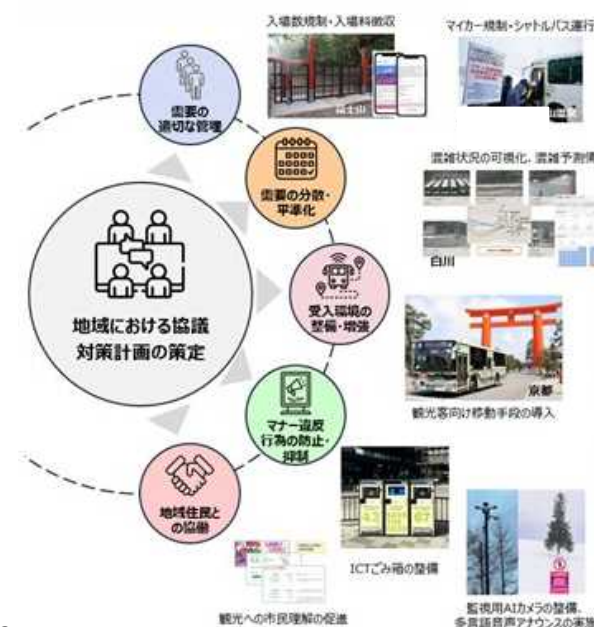 入場数規制・入場料徴収
マイカー規制・シャトルバス運行
富士山
需要の
適切な管理
需要の分散・
平準化
混雑状況の可視化、混雑予測情
白川
地域における協議
対策計画の策定
受入環境の
整備・増強
京都
観光客向け移動手段の導入
マナー違反
行為の防止・
抑制
地域住民と
の協働
ICTごみ箱の整備
観光への市民理解の促進
監視用AIカメラの整備、
多言語音声アナウンスの実施